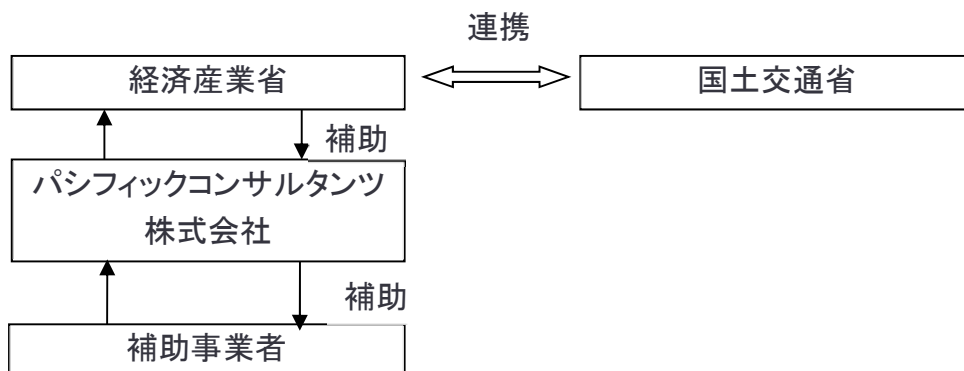 連携
経済産業省
国土交通省
補助
パシフィックコンサルタンツ
株式会社
補助
補助事業者